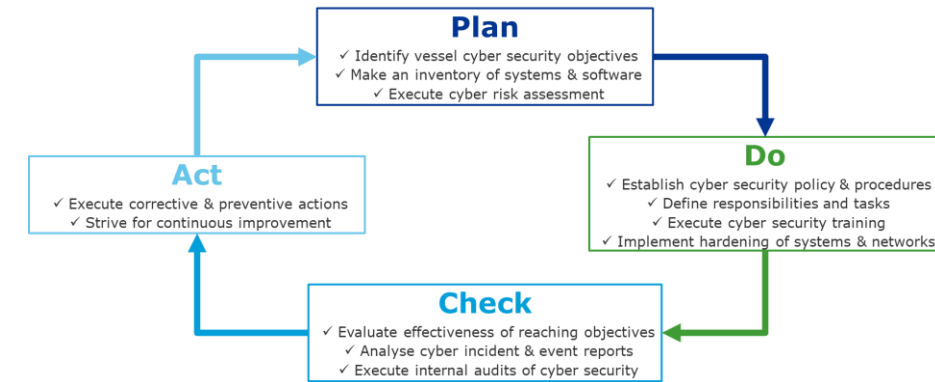 Plan
✓ Identify vessel cyber security objectives
✓ Make an inventory of systems & software
✓ Execute cyber risk assessment
Do
✓ Establish cyber security policy & procedures
✓ Define responsibilities and tasks
✓ Execute cyber security training
✓ Implement hardening of systems & networks
Check
✓ Evaluate effectiveness of reaching objectives
✓ Analyse cyber incident & event reports
✓ Execute internal audits of cyber security
Act
✓ Execute corrective & preventive actions
✓ Strive for continuous improvement